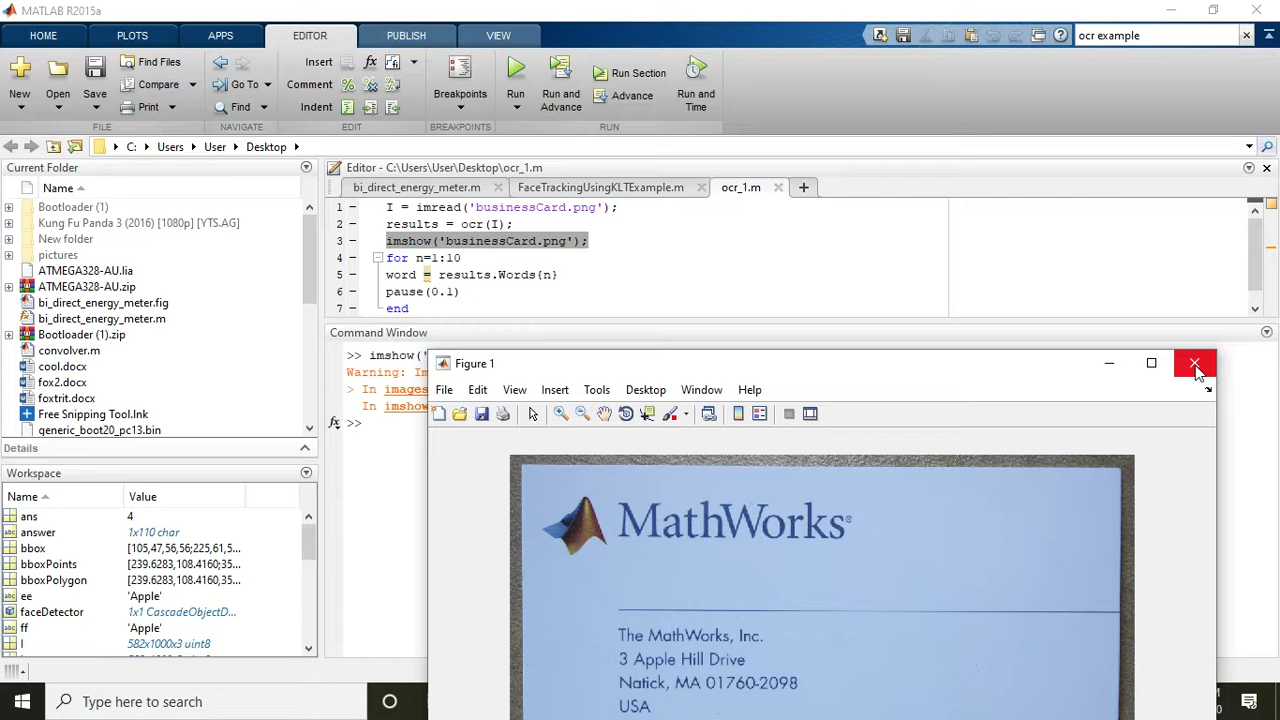 MATLAB R2015a
HOME PLOTS APPS EDITOR PUBLISH VIEW
ocr example
New Open Save
Find Files
Compare
Print
FILE
Go To
Find
NAVIGATE
Insert
Comment
Indent
EDIT
Breakpoints
BREAKPOINTS
Run
Run and Advance
Run Section
Advance
Run and Time
RUN
C: Users User Desktop
Current Folder
Name
Bootloader (1)
Kung Fu Panda 3 (2016) [1080p] [YTS.AG]
New folder
pictures
ATMEGA328-AU.lia
ATMEGA328-AU.zip
bi_direct_energy_meter.fig
bi_direct_energy_meter.m
Bootloader (1).zip
convolver.m
cool.docx
fox2.docx
foxtrit.docx
Free Snipping Tool.lnk
generic_boot20_pc13.bin
Details
Workspace
Name Value
ans 4
answer 1x110 char
bbox [105,47,56,56;225,61,5...
bboxPoints [239.6283,108.4160;35...
bboxPolygon [239.6283,108.4160,35...
ee 'Apple'
faceDetector 1x1 CascadeObjectD...
ff 'Apple'
I 582x1000x3 uint8
Editor - C:\Users\User\Desktop\ocr_1.m
bi_direct_energy_meter.m FaceTrackingUsingKLTExample.m ocr_1.m
1 I = imread('businessCard.png');
2 results = ocr(I);
3 imshow('businessCard.png');
4 for n=1:10
5 word = results.Words{n}
6 pause(0.1)
7 end
Command Window
>> imshow('
Warning: Im
> In images
In imshow
fx >>
Figure 1
File Edit View Insert Tools Desktop Window Help
MathWorks®
The MathWorks, Inc.
3 Apple Hill Drive
Natick, MA 01760-2098
USA
Type here to search